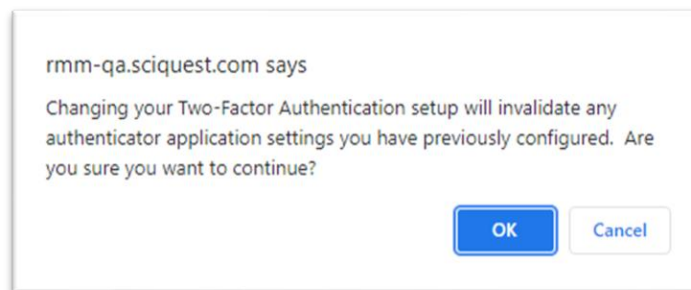 rmm-qa.sciquest.com says
Changing your Two-Factor Authentication setup will invalidate any
authenticator application settings you have previously configured.  Are
you sure you want to continue?
OK
Cancel